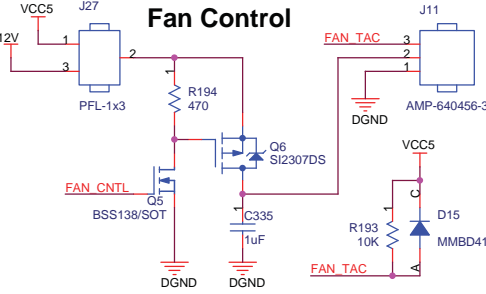 Fan Control
J27
VCC5
12V
1
3
2
PFL-1x3
J11
FAN_TAC
3
2
1
DGND
AMP-640456-3
1
R194
470
Q6
SI2307DS
FAN_CNTL
Q5
BSS138/SOT
1
C335
1uF
DGND
DGND
VCC5
C
1
D15
R193
10K
MMBD41
FAN_TAC
A